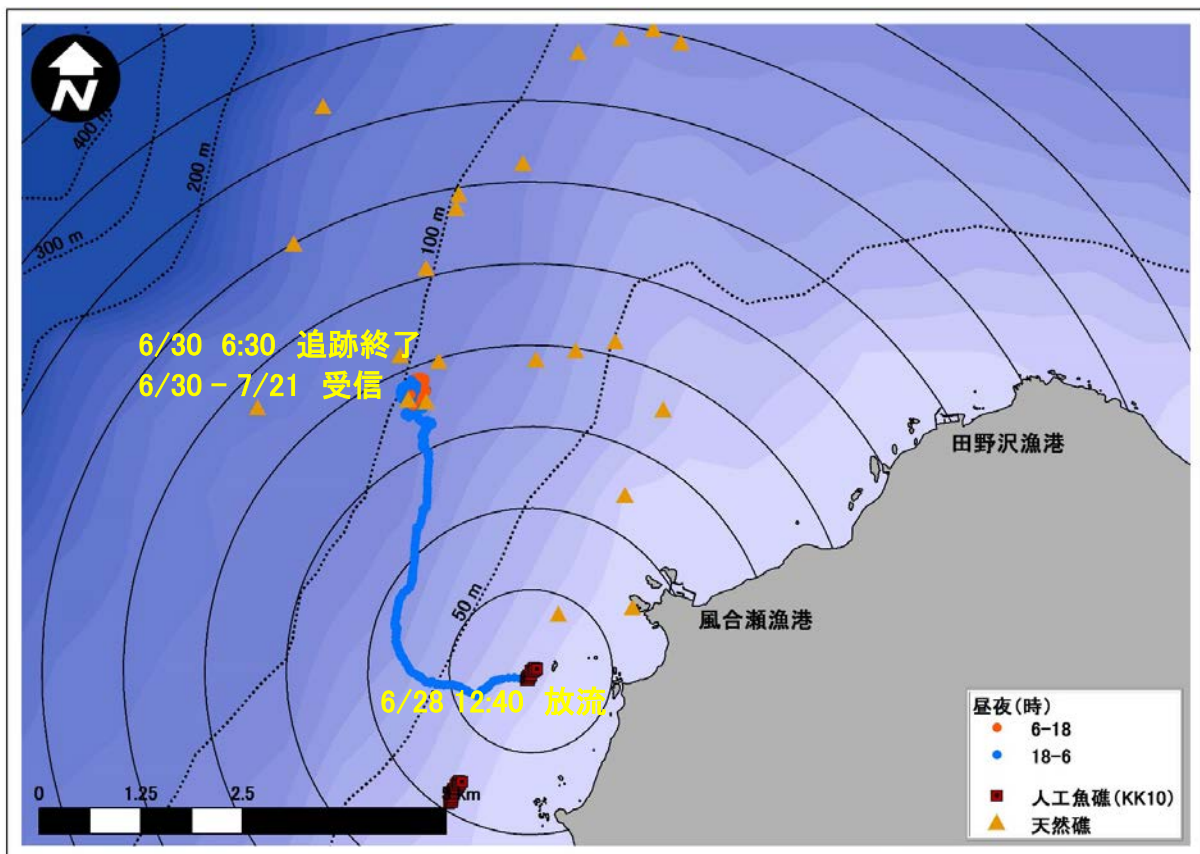 N
400 m
200 m
300 m
100 m
6/30 6:30 追跡終了
6/30 – 7/21 受信
田野沢漁港
50 m
風合瀬漁港
6/28 12:40 放流
昼夜(時)
6-18
18-6
人工魚礁(KK10)
天然礁
0 1.25 2.5 5 Km